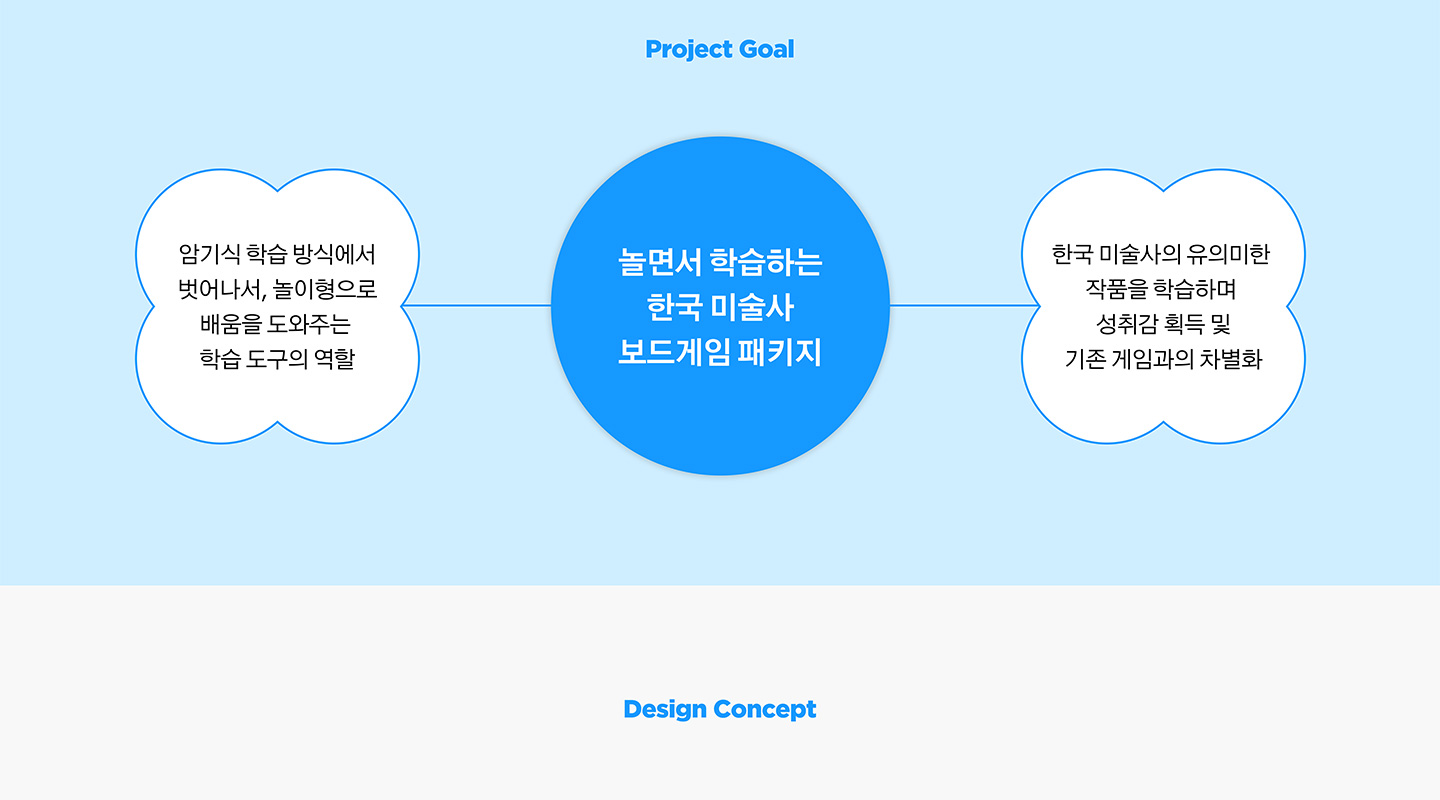 Project Goal
암기식 학습 방식에서
벗어나서, 놀이형으로
배움을 도와주는
학습 도구의 역할
놀면서 학습하는
한국 미술사
보드게임 패키지
한국 미술사의 유의미한
작품을 학습하며
성취감 획득 및
기존 게임과의 차별화
Design Concept